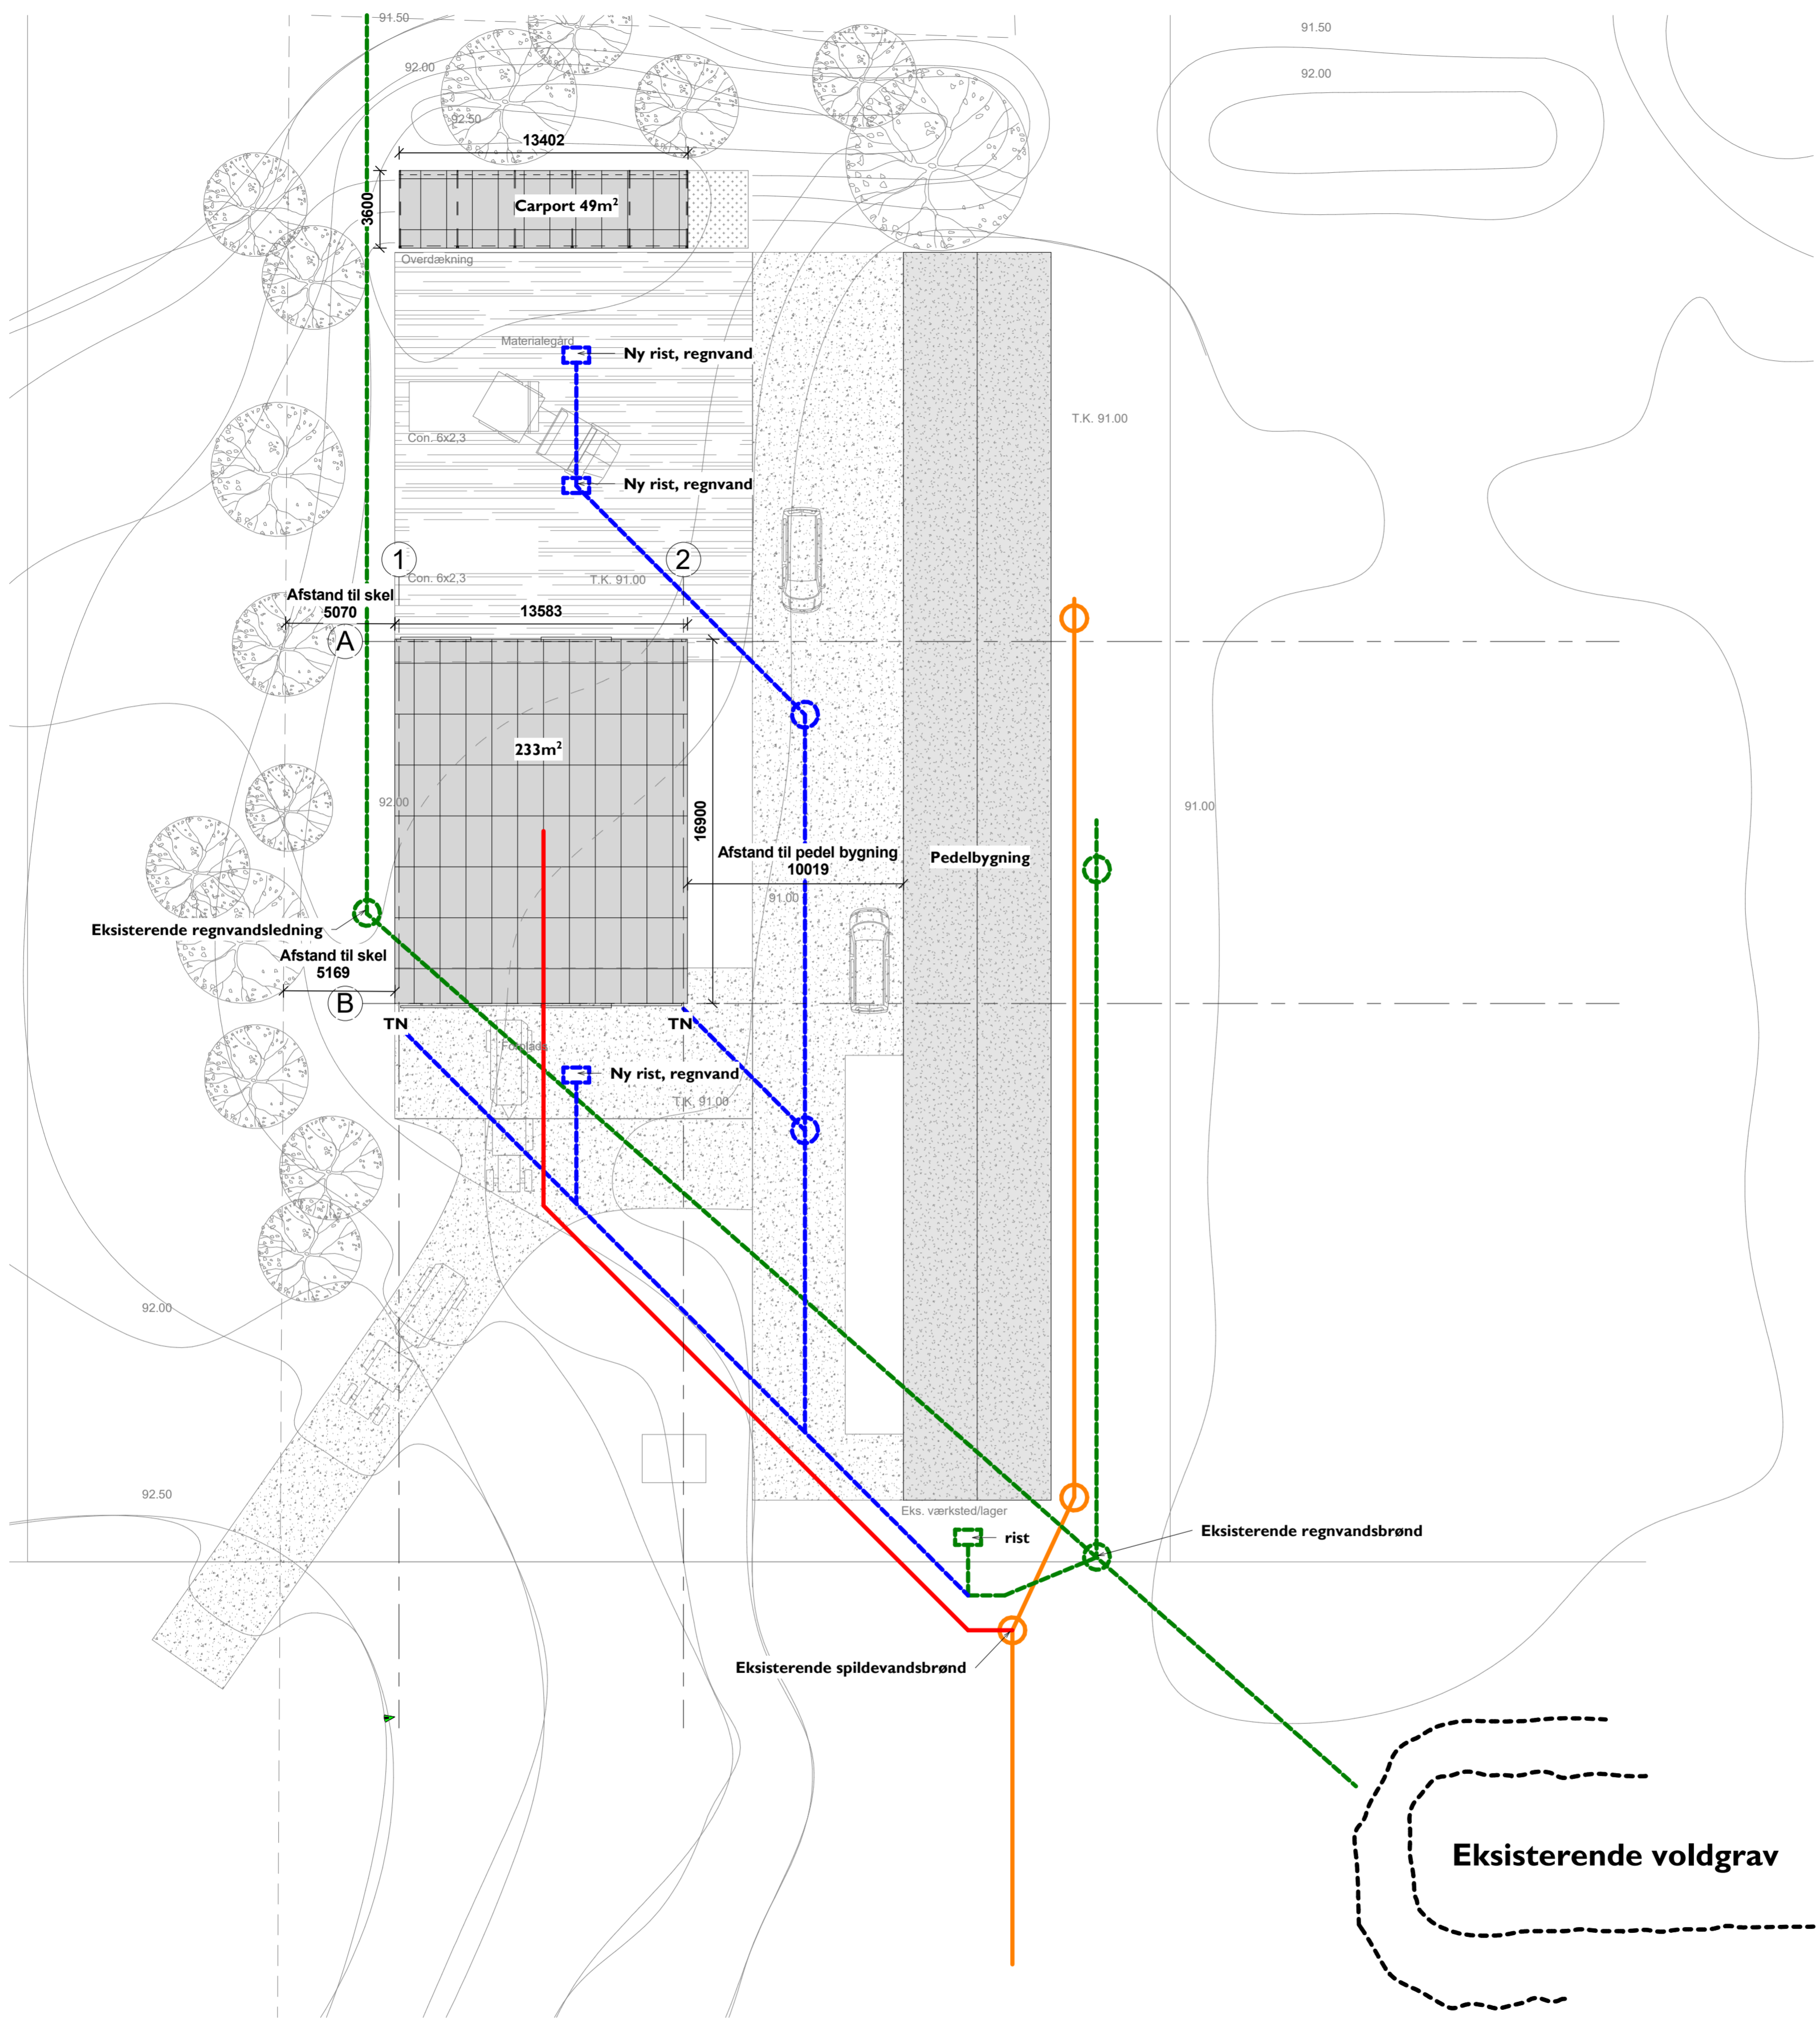 91.50
91.50
92.00
92.00
92.50
13402
3600
Carport 49m²
Overdækning
Materialegård
Ny rist, regnvand
T.K. 91.00
Con. 6x2,3
Ny rist, regnvand
1
2
Con. 6x2,3
T.K. 91.00
Afstand til skel
5070
13583
A
233m²
92.00
91.00
16900
Afstand til pedel bygning
10019
Pedelbygning
91.00
Eksisterende regnvandsledning
Afstand til skel
5169
B
TN
TN
Forplads
Ny rist, regnvand
T.K. 91.00
92.00
92.50
Eks. værksted/lager
rist
Eksisterende regnvandsbrønd
Eksisterende spildevandsbrønd
Eksisterende voldgrav